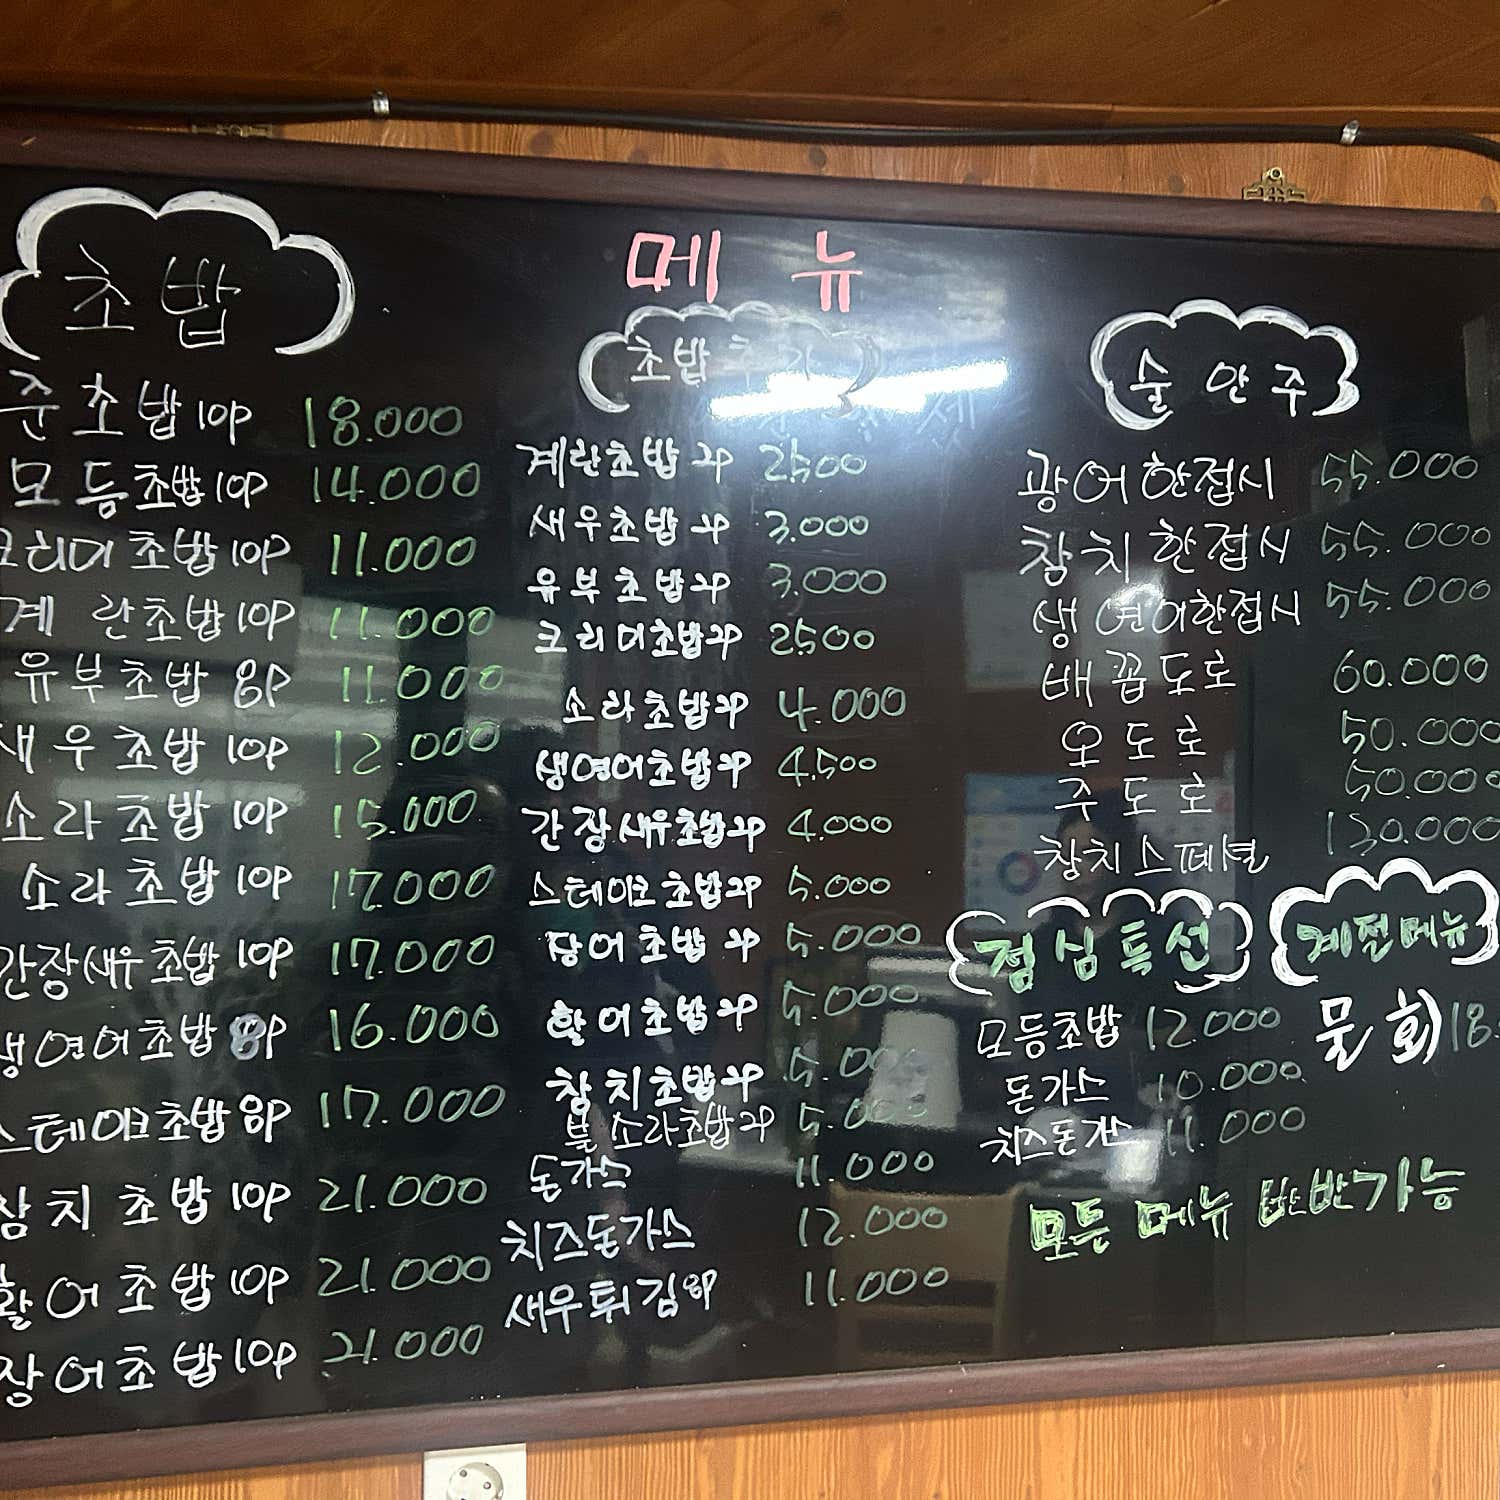 메뉴
초밥
준초밥 10P 18.000
모듬초밥 10P 14.000
크리미초밥 10P 11.000
계란초밥 10P 11.000
유부초밥 8P 11.000
새우초밥 10P 12.000
소라초밥 10P 15.000
소라초밥 10P 17.000
간장새우초밥 10P 17.000
생연어초밥 8P 16.000
스테이크초밥 8P 17.000
참치초밥 10P 21.000
활어초밥 10P 21.000
장어초밥 10P 21.000
초밥추가
계란초밥 2P 2500
새우초밥 2P 3.000
유부초밥 2P 3.000
크리미초밥 2P 2500
소라초밥 2P 4.000
생연어초밥 2P 4.500
간장새우초밥 2P 4.000
스테이크초밥 2P 5.000
장어초밥 2P 5.000
활어초밥 2P 5.000
참치초밥 2P 5.000
불소라초밥 2P 5.000
돈가스 11.000
치즈돈가스 12.000
새우튀김 8P 11.000
술안주
광어한접시 55.000
참치한접시 55.000
생연어한접시 55.000
배꼽도로 60.000
오도로 50.000
주도로 50.000
참치스페셜 130.000
점심특선
모듬초밥 12.000
돈가스 10.000
치즈돈가스 11.000
계절메뉴
물회 18.
모든 메뉴 반반가능